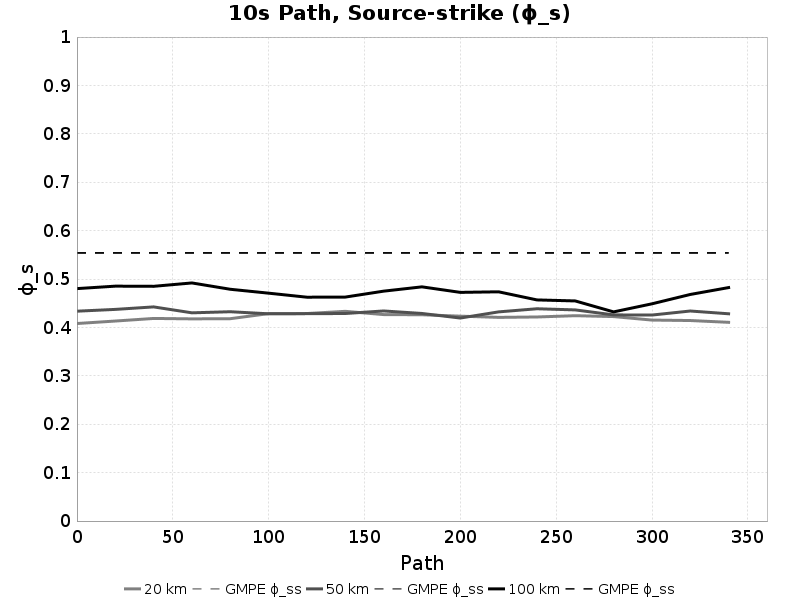 10s Path, Source-strike (ϕ_s)
1
0.9
0.8
0.7
0.6
0.5
0.4
0.3
0.2
0.1
0
ϕ_s
0 50 100 150 200 250 300 350
Path
20 km GMPE ϕ_ss 50 km GMPE ϕ_ss 100 km GMPE ϕ_ss